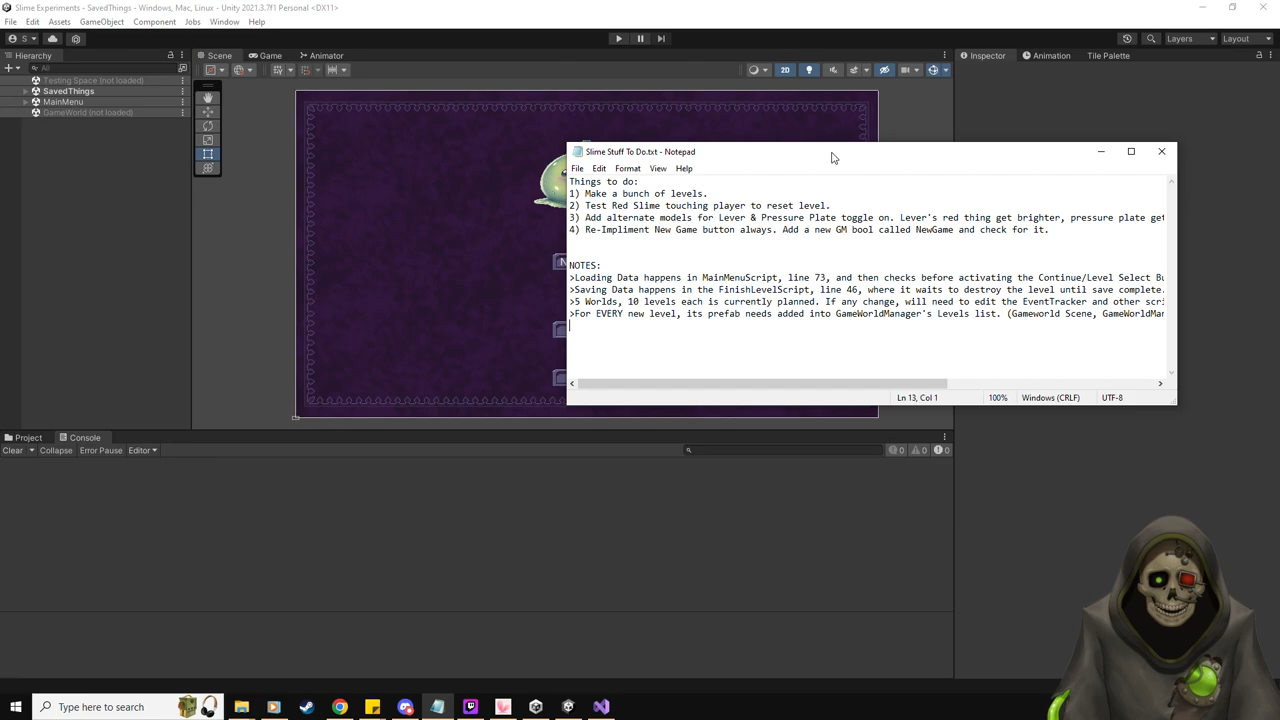 Slime Experiments - SavedThings - Windows, Mac, Linux - Unity 2021.3.7f1 Personal <DX11>
File Edit Assets GameObject Component Jobs Window Help
S Layers Layout
Hierarchy Scene Game Animator Inspector Animation Tile Palette
All 2D
Testing Space (not loaded)
SavedThings
MainMenu
GameWorld (not loaded)
Slime Stuff To Do.txt - Notepad
File Edit Format View Help
Things to do:
1) Make a bunch of levels.
2) Test Red Slime touching player to reset level.
3) Add alternate models for Lever & Pressure Plate toggle on. Lever's red thing get brighter, pressure plate get
4) Re-Impliment New Game button always. Add a new GM bool called NewGame and check for it.
NOTES:
>Loading Data happens in MainMenuScript, line 73, and then checks before activating the Continue/Level Select Bu
>Saving Data happens in the FinishLevelScript, line 46, where it waits to destroy the level until save complete.
>5 Worlds, 10 levels each is currently planned. If any change, will need to edit the EventTracker and other scri
>For EVERY new level, its prefab needs added into GameWorldManager's Levels list. (Gameworld Scene, GameWorldMan
Ln 13, Col 1 100% Windows (CRLF) UTF-8
N
Project Console
Clear Collapse Error Pause Editor 0 0 0
Type here to search